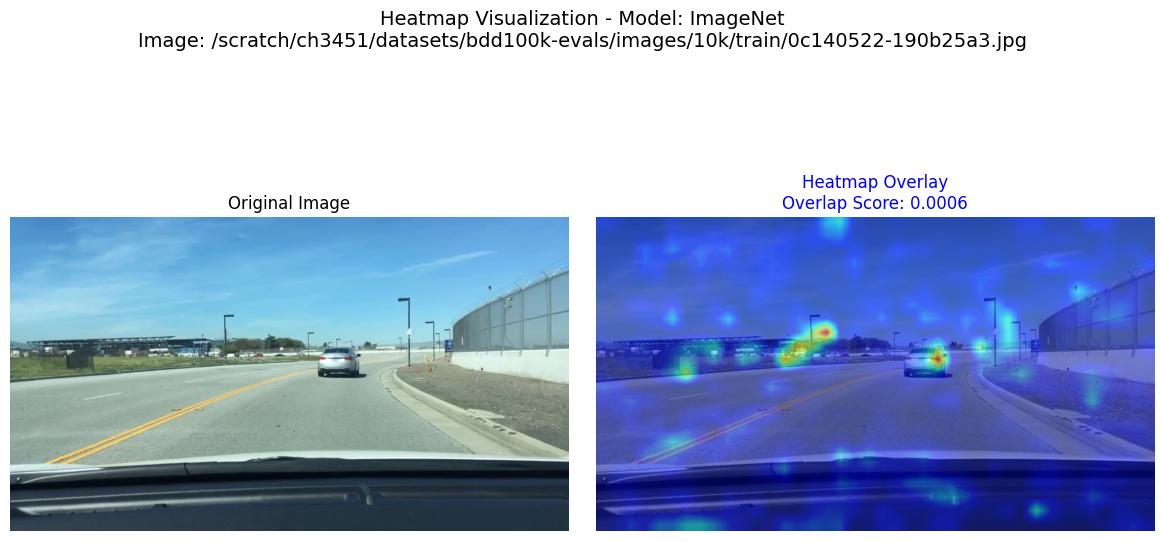 Heatmap Visualization - Model: ImageNet
Image: /scratch/ch3451/datasets/bdd100k-evals/images/10k/train/0c140522-190b25a3.jpg
Original Image
Heatmap Overlay
Overlap Score: 0.0006